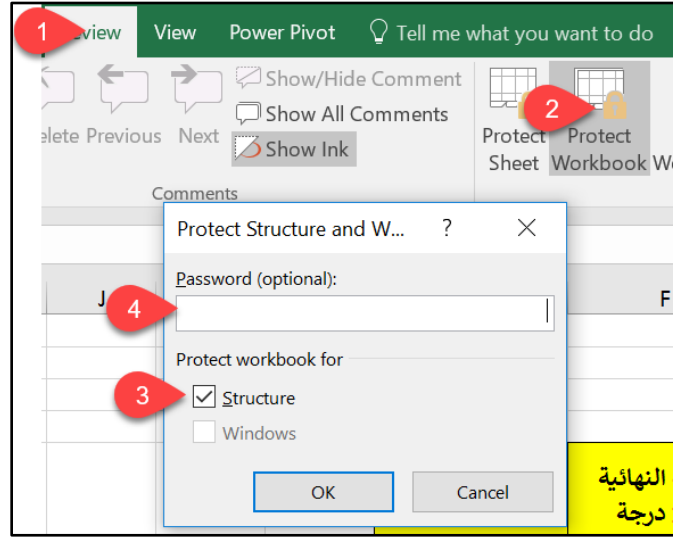 1 view View Power Pivot Tell me what you want to do
Show/Hide Comment
Show All Comments
Show Ink
elete Previous Next
Comments
2
Protect Sheet
Protect Workbook
Protect Structure and W... ?
Password (optional):
4
Protect workbook for
3 Structure
Windows
OK Cancel
J F
النهائية
درجة